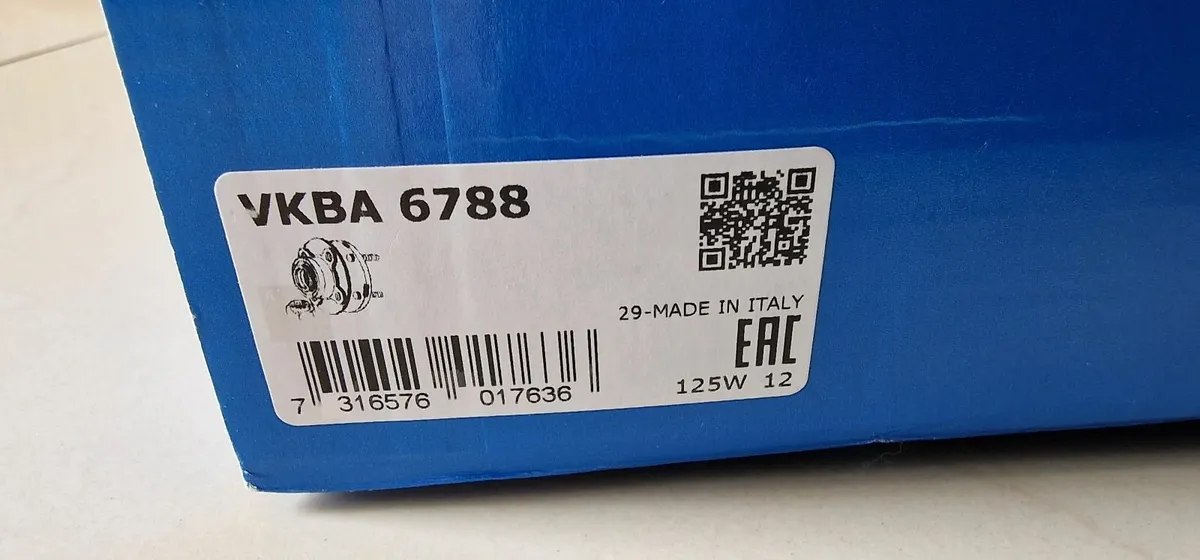 VKBA 6788
29-MADE IN ITALY
EAC
125W 12
7 316576 017636